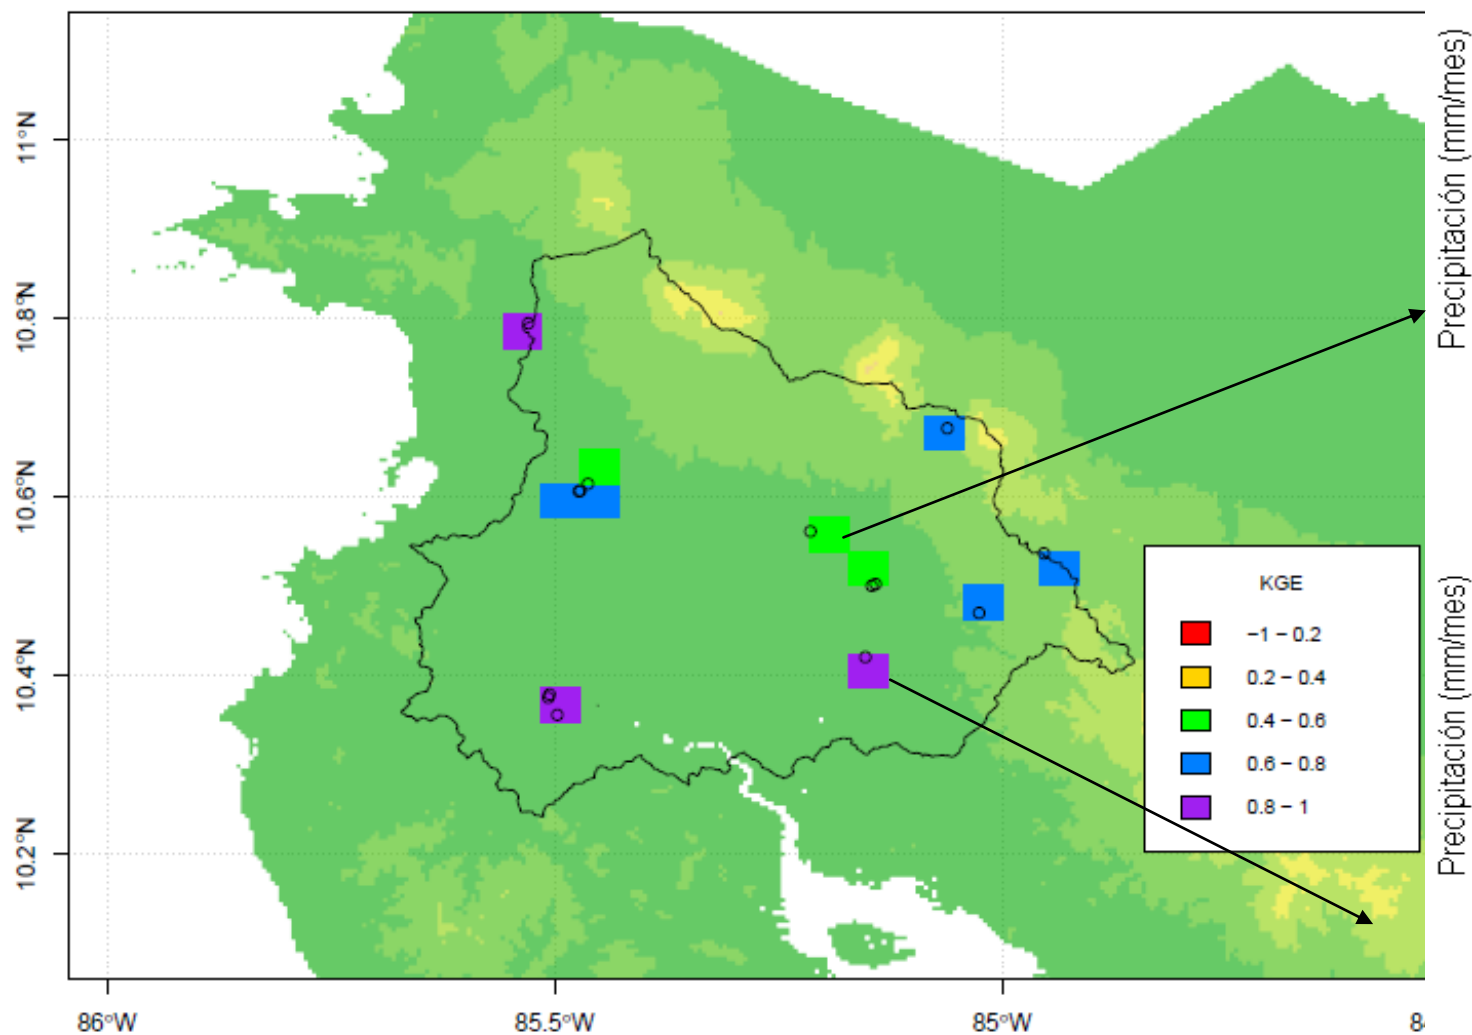 11°N
10.8°N
10.6°N
10.4°N
10.2°N
86°W
85.5°W
85°W
8
KGE
−1 − 0.2
0.2 − 0.4
0.4 − 0.6
0.6 − 0.8
0.8 − 1
Precipitación (mm/mes)
Precipitación (mm/mes)